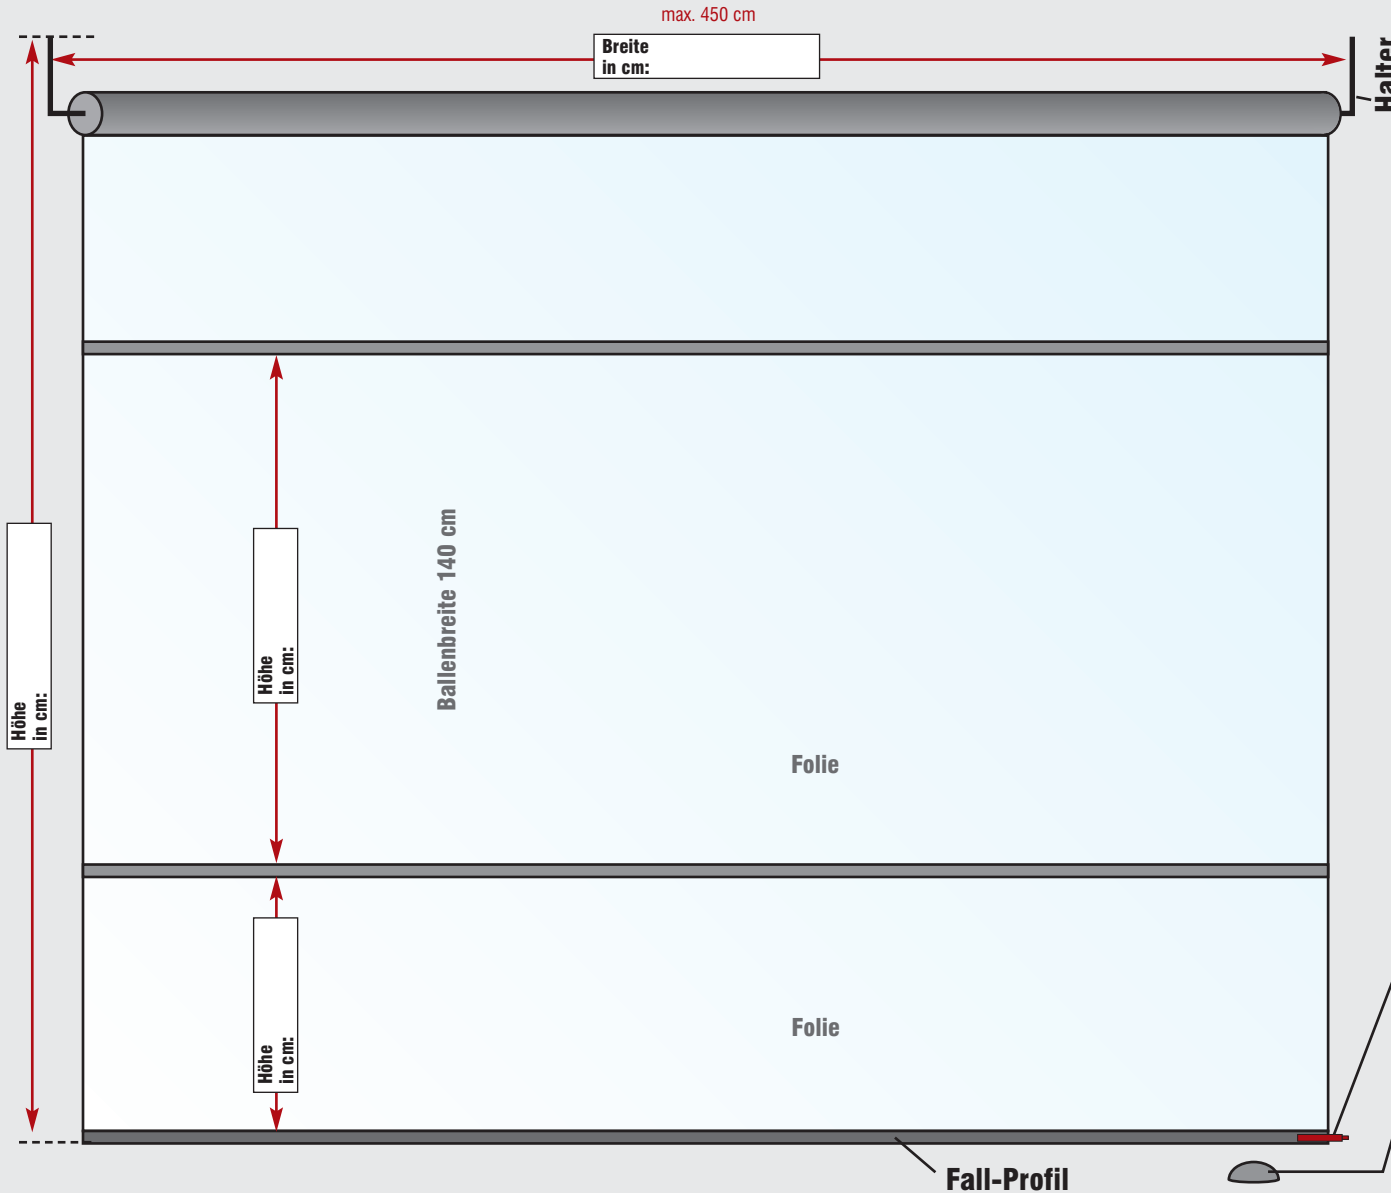 max. 450 cm
Breite
in cm:
Halter
Höhe
in cm:
Höhe
in cm:
Ballenbreite 140 cm
Folie
Höhe
in cm:
Folie
Fall-Profil